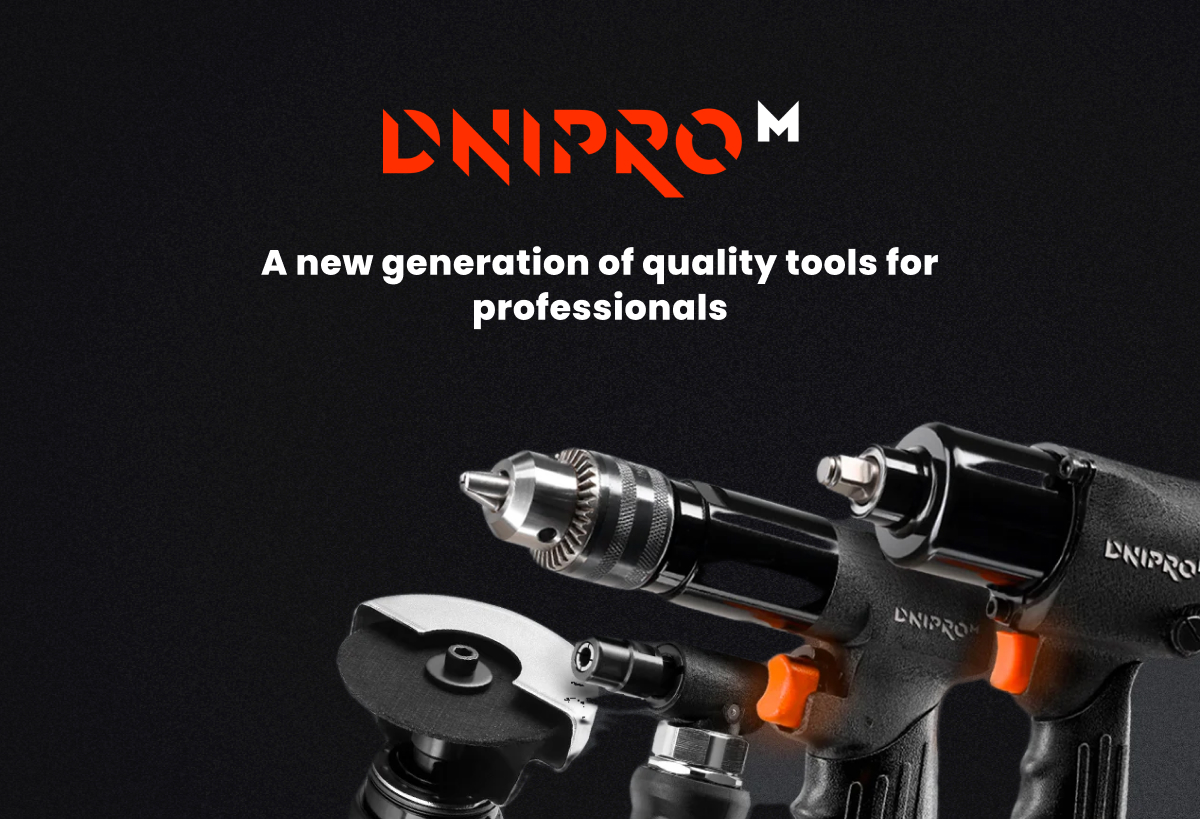 DNIPRO M
A new generation of quality tools for
professionals
DNIPRO M
DNIPRO